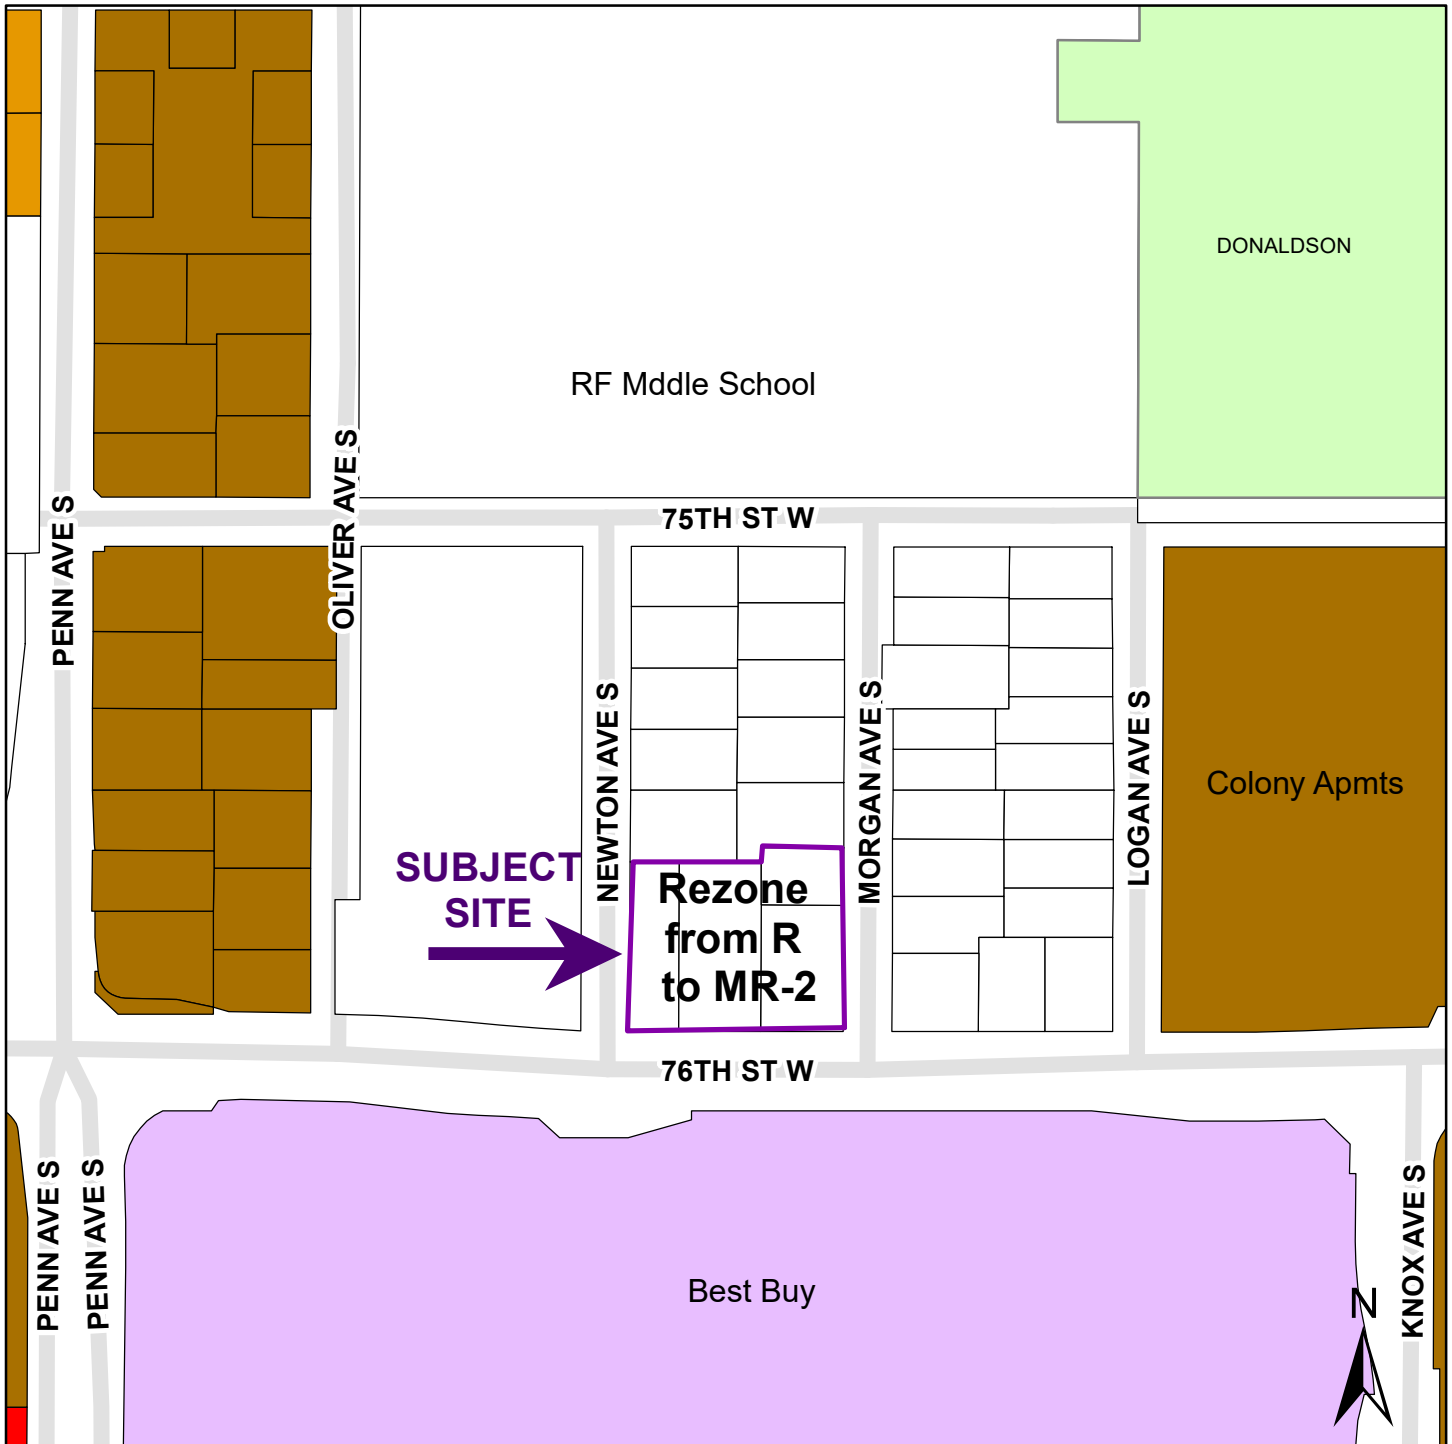 DONALDSON
RF Mddle School
PENN AVE S
OLIVER AVE S
75TH ST W
NEWTON AVE S
MORGAN AVE S
LOGAN AVE S
Colony Apmts
SUBJECT
SITE
Rezone
from R
to MR-2
76TH ST W
PENN AVE S
PENN AVE S
Best Buy
KNOX AVE S
N